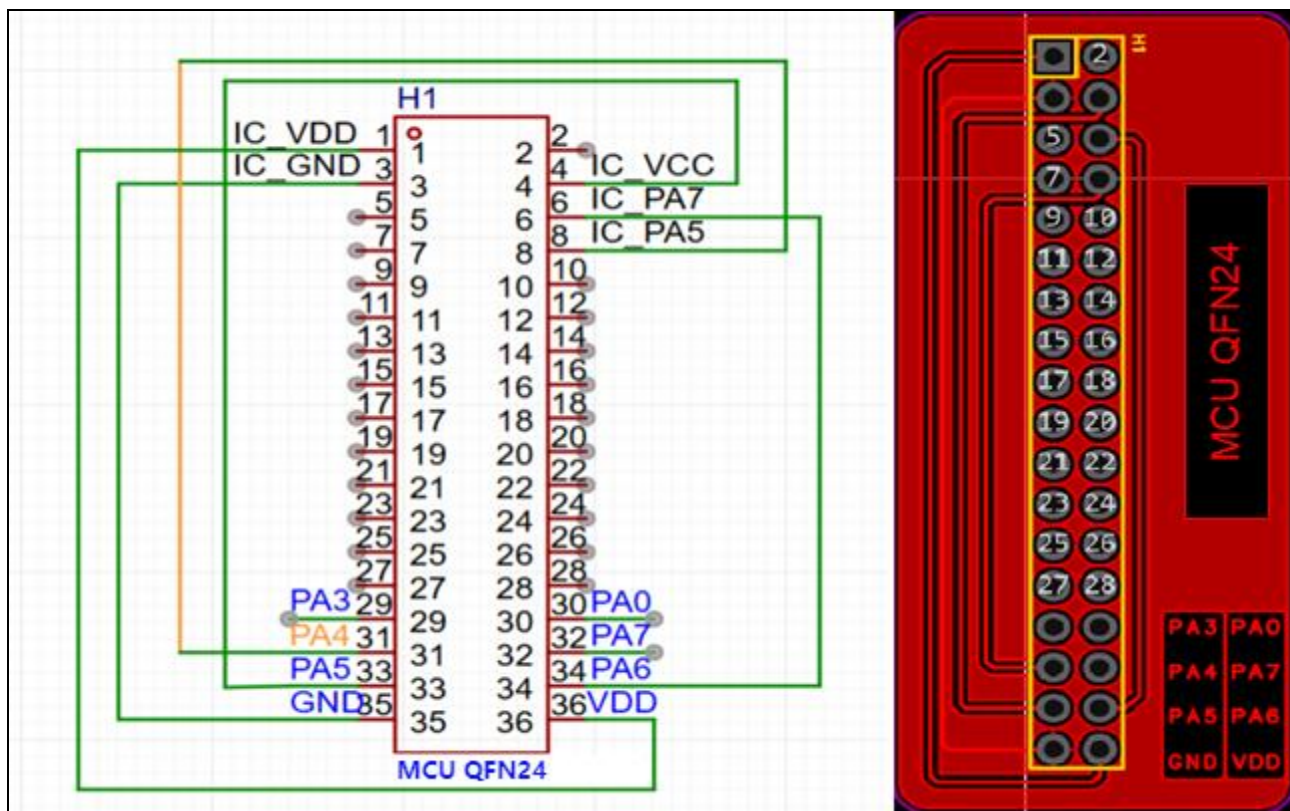 H1
IC_VDD 1 1 2 2
IC_GND 3 3 4 4 IC_VCC
5 5 6 6 IC_PA7
7 7 8 8 IC_PA5
9 9 10 10
11 11 12 12
13 13 14 14
15 15 16 16
17 17 18 18
19 19 20 20
21 21 22 22
23 23 24 24
25 25 26 26
27 27 28 28
PA3 29 29 30 30 PA0
PA4 31 31 32 32 PA7
PA5 33 33 34 34 PA6
GND 35 35 36 36 VDD
MCU QFN24
2
H1
5
7
9 10
11 12
13 14
15 16
17 18
19 20
21 22
23 24
25 26
27 28
MCU QFN24
PA3 PA0
PA4 PA7
PA5 PA6
GND VDD